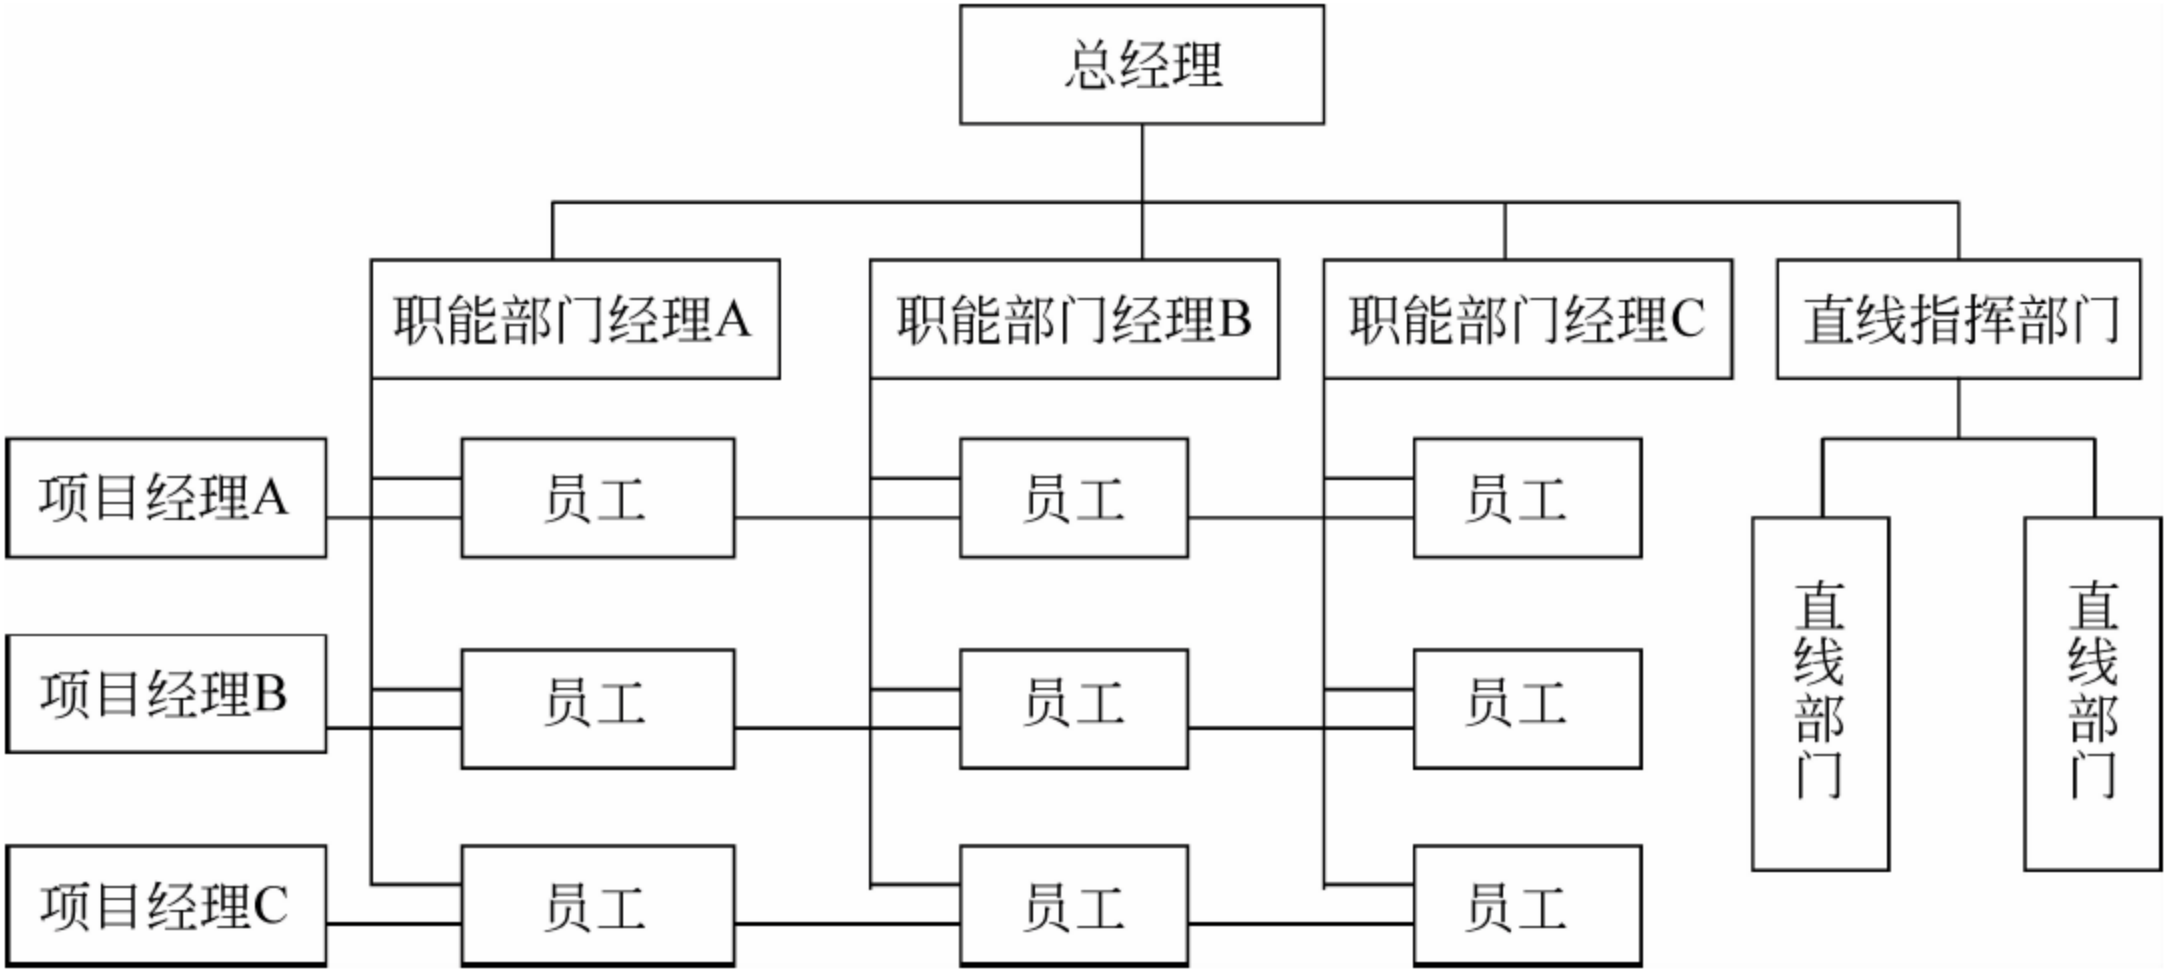 总经理
职能部门经理A
职能部门经理B
职能部门经理C
直线指挥部门
项目经理A
员工
员工
员工
项目经理B
员工
员工
员工
项目经理C
员工
员工
员工
直线部门
直线部门